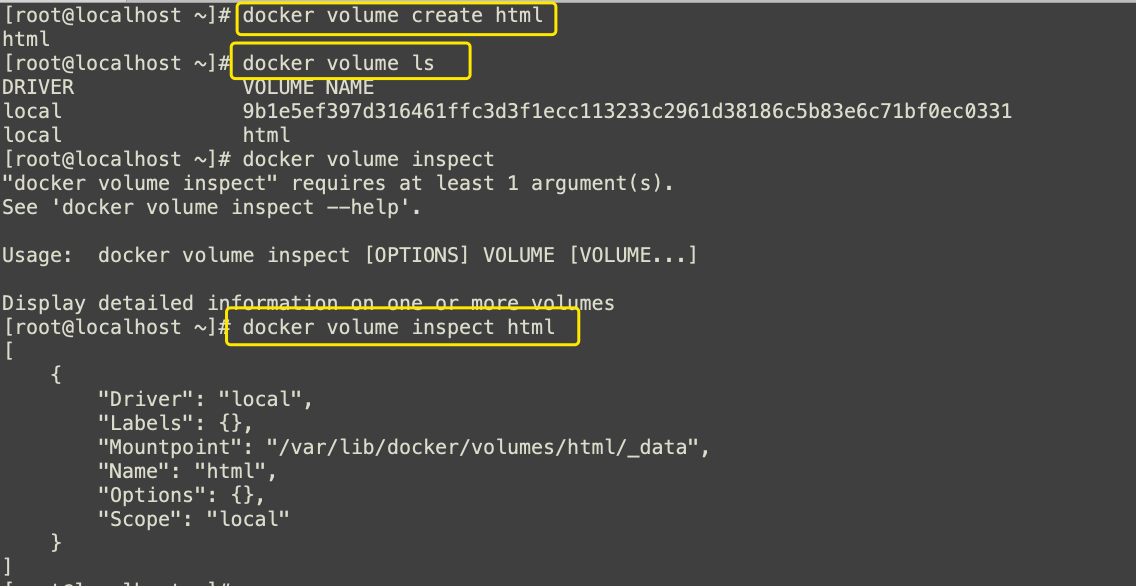 [root@localhost ~]# docker volume create html
html
[root@localhost ~]# docker volume ls
DRIVER              VOLUME NAME
local               9b1e5ef397d316461ffc3d3f1ecc113233c2961d38186c5b83e6c71bf0ec0331
local               html
[root@localhost ~]# docker volume inspect
"docker volume inspect" requires at least 1 argument(s).
See 'docker volume inspect --help'.

Usage:  docker volume inspect [OPTIONS] VOLUME [VOLUME...]

Display detailed information on one or more volumes
[root@localhost ~]# docker volume inspect html
[
    {
        "Driver": "local",
        "Labels": {},
        "Mountpoint": "/var/lib/docker/volumes/html/_data",
        "Name": "html",
        "Options": {},
        "Scope": "local"
    }
]